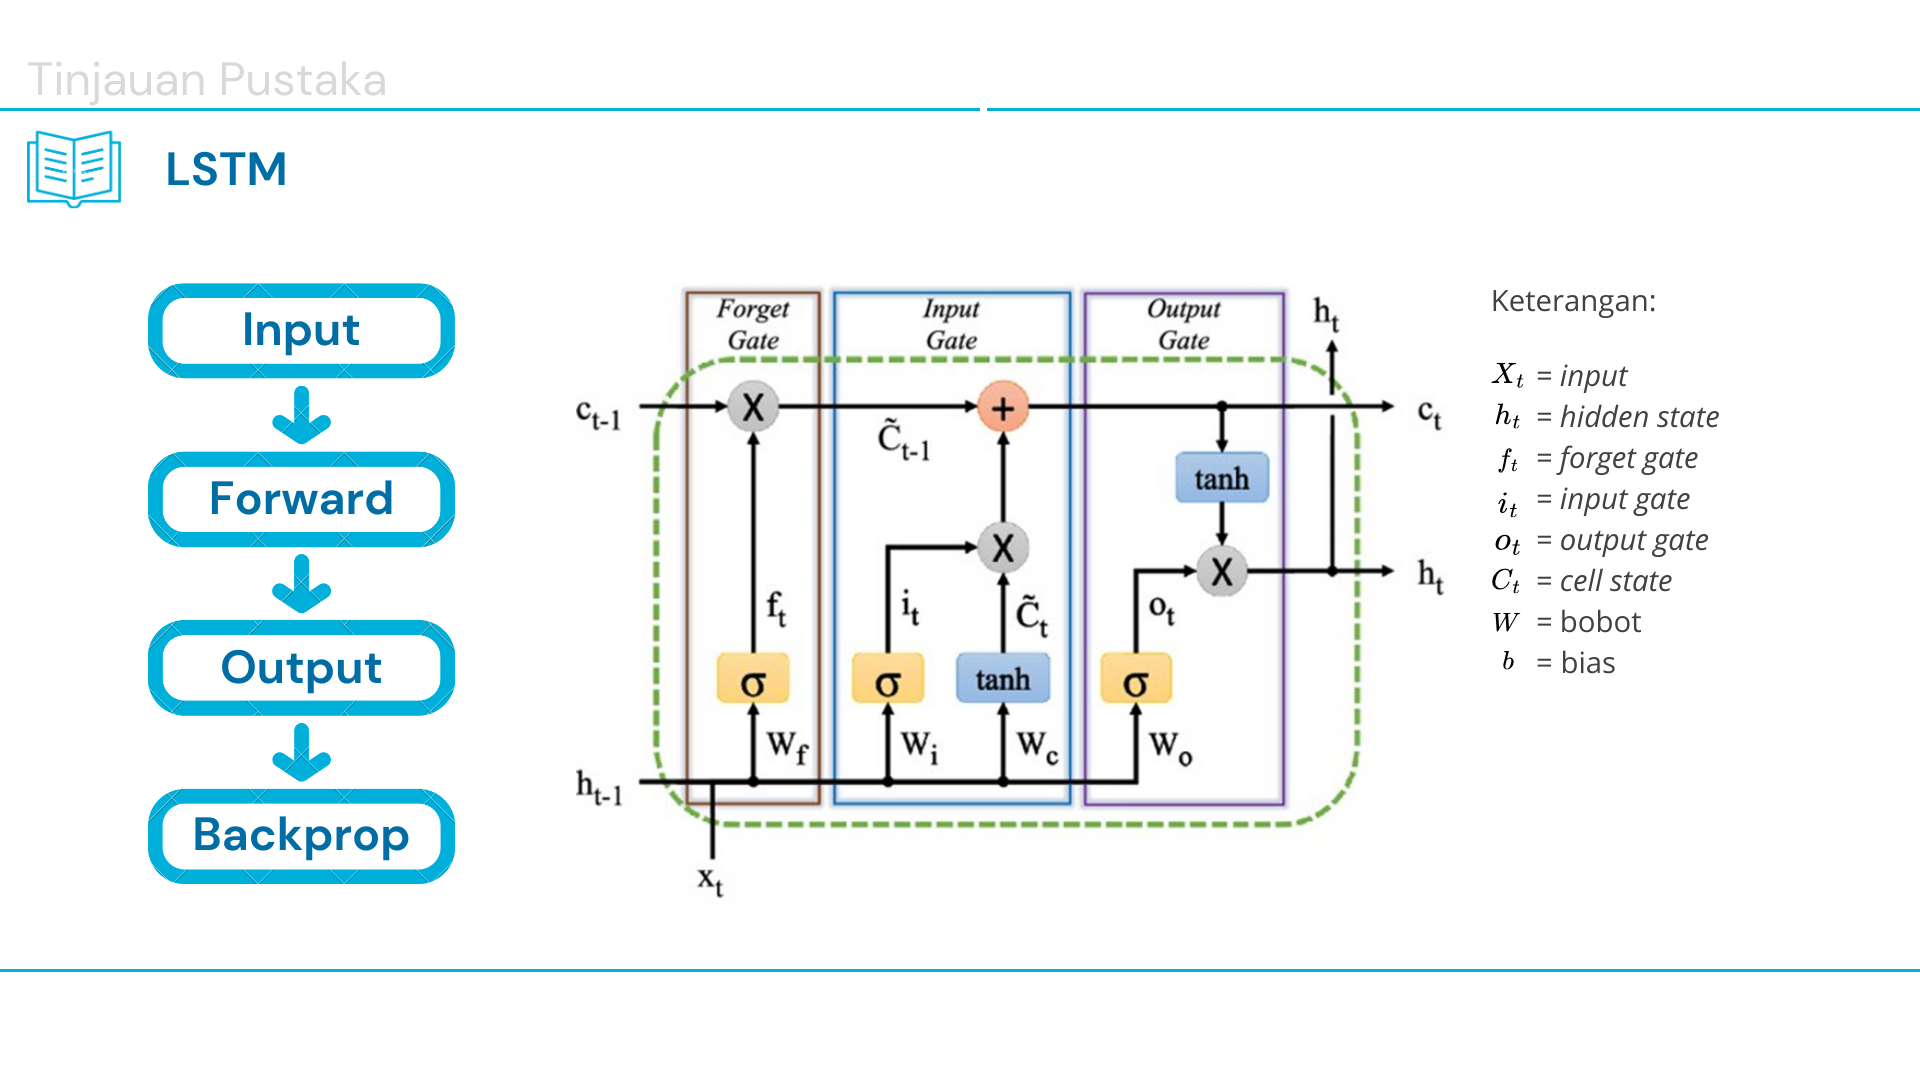 Tinjauan Pustaka
LSTM
Input
Forward
Output
Backprop
Forget
Gate
Input
Gate
Output
Gate
h_t
c_{t-1}
X
+
c_t
C̃_{t-1}
tanh
X
X
h_t
f_t
i_t
C̃_t
o_t
σ
σ
tanh
σ
W_f
W_i
W_c
W_o
h_{t-1}
x_t
Keterangan:
X_t = input
h_t = hidden state
f_t = forget gate
i_t = input gate
o_t = output gate
C_t = cell state
W = bobot
b = bias